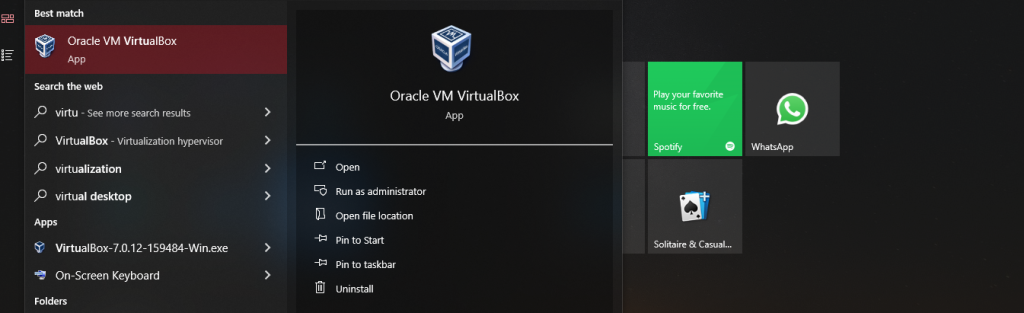 Best match
Oracle VM VirtualBox
App
Search the web
virtu - See more search results
VirtualBox - Virtualization hypervisor
virtualization
virtual desktop
Apps
VirtualBox-7.0.12-159484-Win.exe
On-Screen Keyboard
Folders
Oracle VM VirtualBox
App
Open
Run as administrator
Open file location
Pin to Start
Pin to taskbar
Uninstall
Play your favorite
music for free.
Spotify
WhatsApp
Solitaire & Casual...